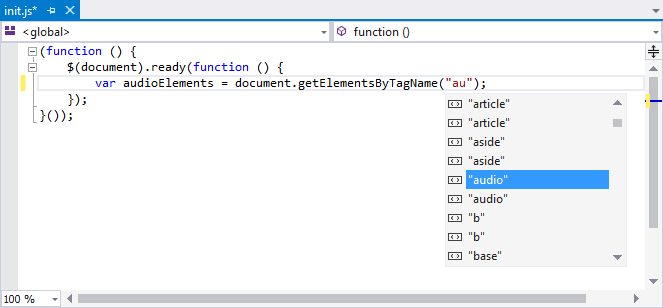 init.js*
<global>
function ()
(function () {
$(document).ready(function () {
var audioElements = document.getElementsByTagName("au");
});
}());
"article"
"article"
"aside"
"aside"
"audio"
"audio"
"b"
"b"
"base"
100 %